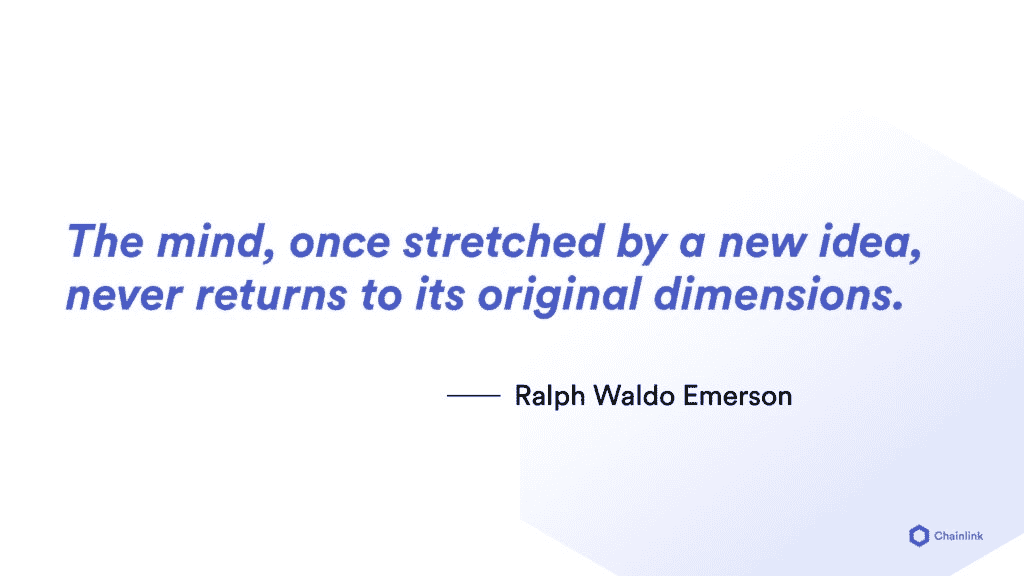 The mind, once stretched by a new idea,
never returns to its original dimensions.
Ralph Waldo Emerson
Chainlink